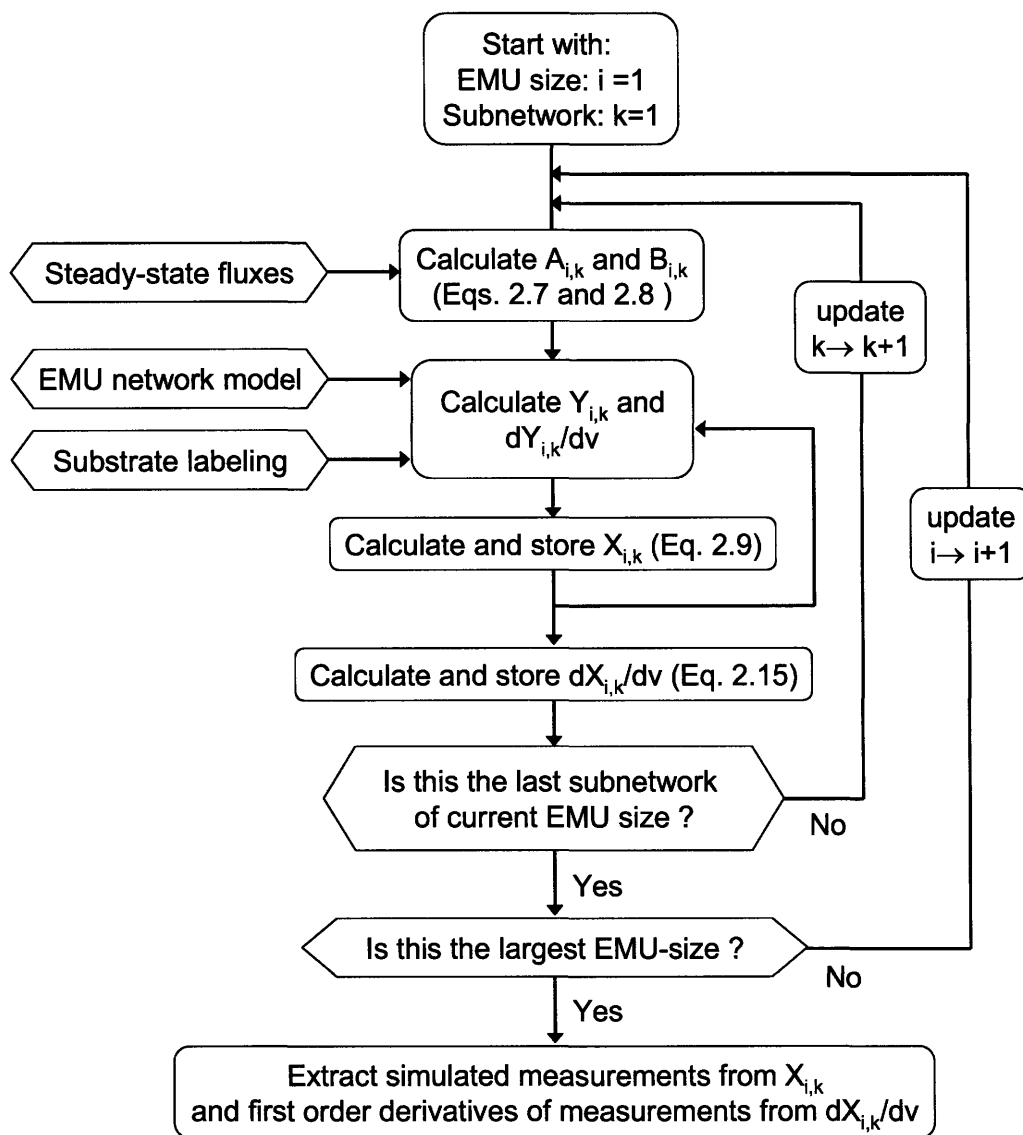 Start with:
EMU size: i =1
Subnetwork: k=1
Steady-state fluxes
Calculate A_{i,k} and B_{i,k}
(Eqs. 2.7 and 2.8 )
update
k→ k+1
EMU network model
Calculate Y_{i,k} and
dY_{i,k}/dv
Substrate labeling
update
i→ i+1
Calculate and store X_{i,k} (Eq. 2.9)
Calculate and store dX_{i,k}/dv (Eq. 2.15)
Is this the last subnetwork
of current EMU size ?
No
Yes
Is this the largest EMU-size ?
No
Yes
Extract simulated measurements from X_{i,k}
and first order derivatives of measurements from dX_{i,k}/dv